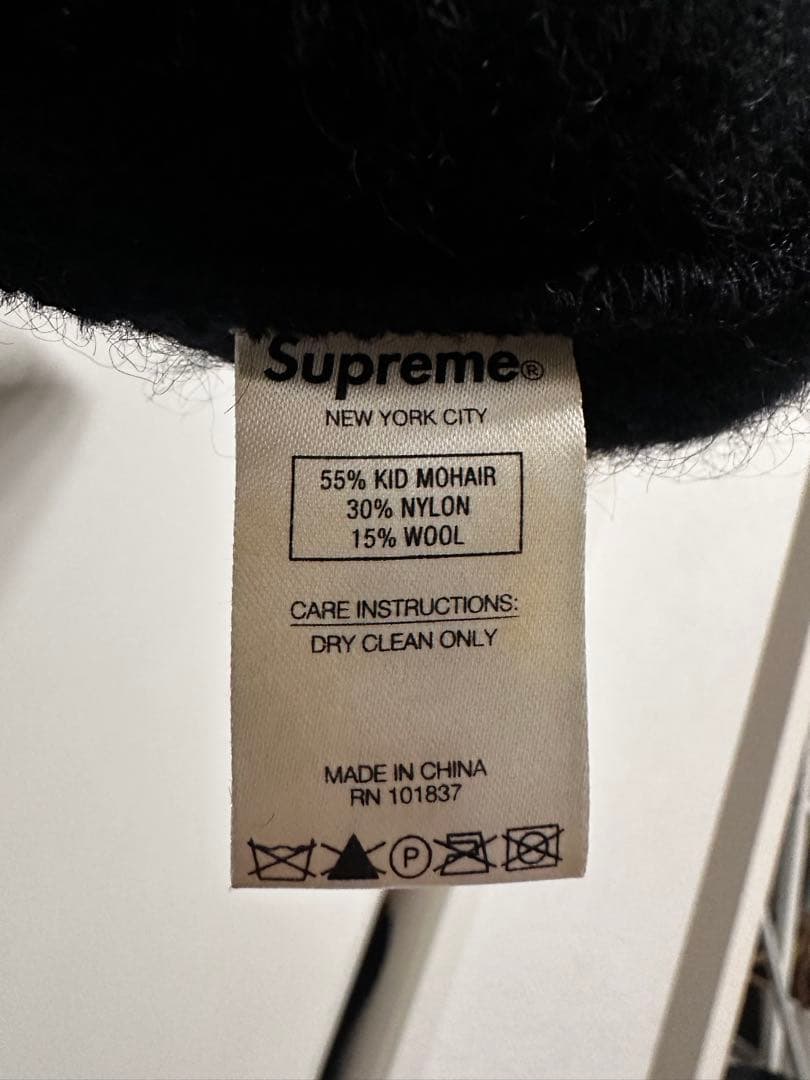 Supreme®
NEW YORK CITY
55% KID MOHAIR
30% NYLON
15% WOOL
CARE INSTRUCTIONS:
DRY CLEAN ONLY
MADE IN CHINA
RN 101837
P